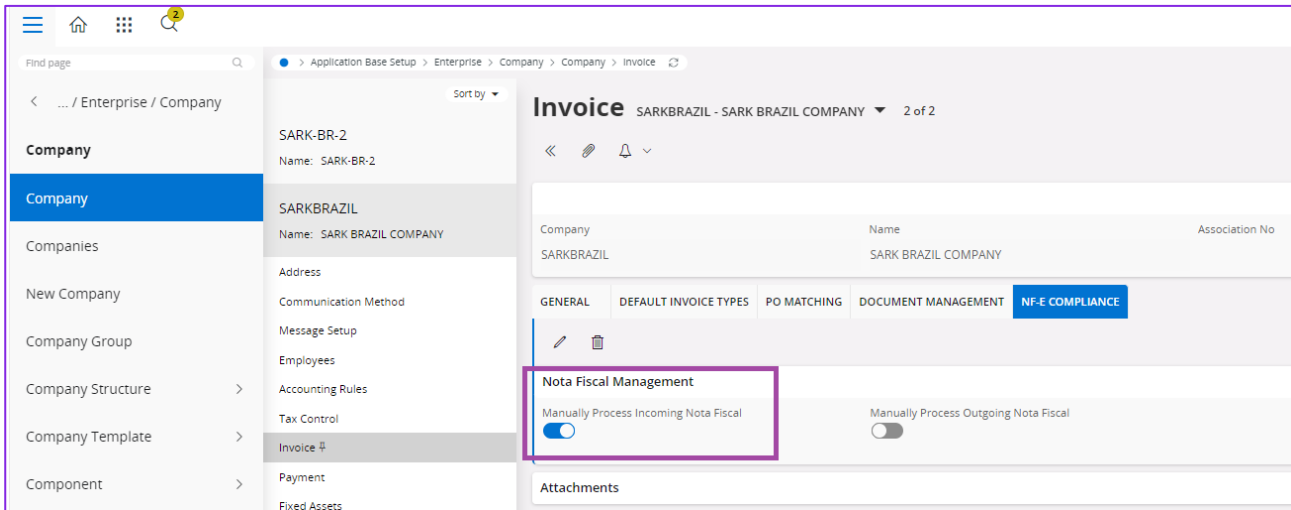 2
Find page
> Application Base Setup > Enterprise > Company > Company > Invoice
< ... / Enterprise / Company
Company
Company
Companies
New Company
Company Group
Company Structure >
Company Template >
Component >
Sort by
SARK-BR-2
Name: SARK-BR-2
SARKBRAZIL
Name: SARK BRAZIL COMPANY
Address
Communication Method
Message Setup
Employees
Accounting Rules
Tax Control
Invoice
Payment
Fixed Assets
Invoice SARKBRAZIL - SARK BRAZIL COMPANY 2 of 2
Company Name Association No
SARKBRAZIL SARK BRAZIL COMPANY
GENERAL DEFAULT INVOICE TYPES PO MATCHING DOCUMENT MANAGEMENT NF-E COMPLIANCE
Nota Fiscal Management
Manually Process Incoming Nota Fiscal Manually Process Outgoing Nota Fiscal
Attachments